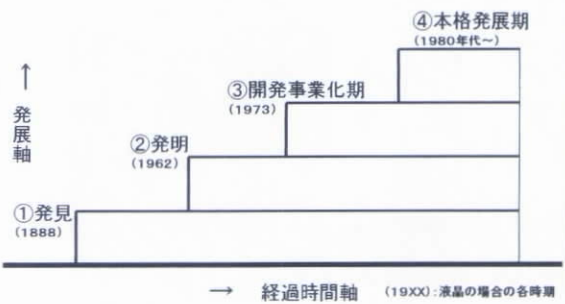 ④本格発展期
(1980年代~)
↑
発展軸
③開発事業化期
(1973)
②発明
(1962)
①発見
(1888)
→ 経過時間軸 (19XX):液晶の場合の各時期